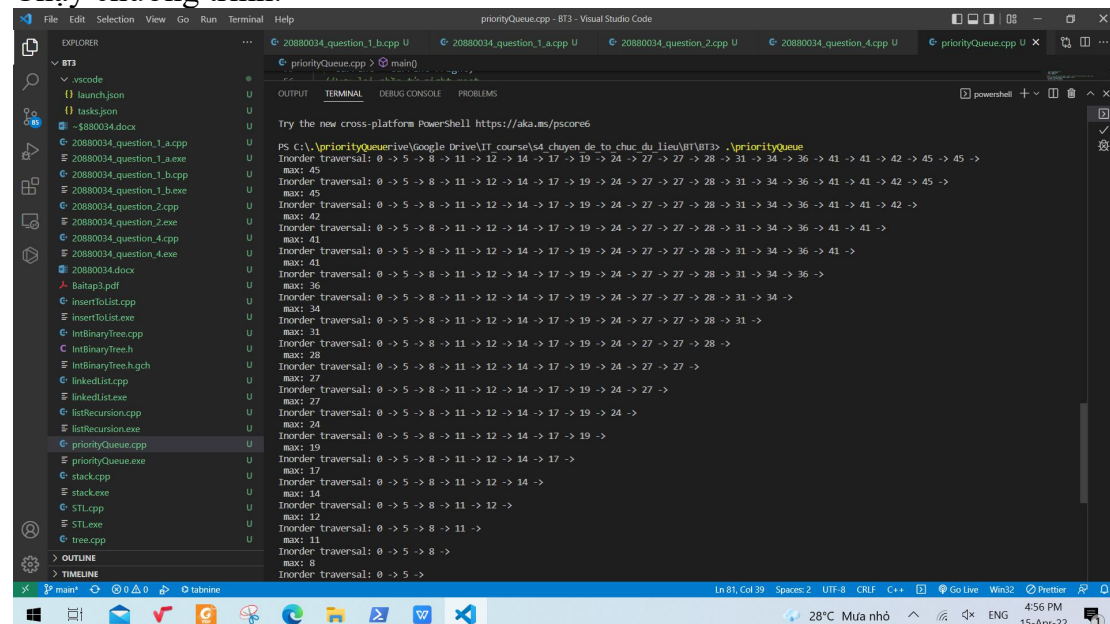 File Edit Selection View Go Run Terminal Help
priorityQueue.cpp - BT3 - Visual Studio Code
EXPLORER
20880034_question_1_b.cpp U
20880034_question_1_a.cpp U
20880034_question_2.cpp U
20880034_question_4.cpp U
priorityQueue.cpp U
BT3
priorityQueue.cpp > main()
.vscode
launch.json U
tasks.json U
~$880034.docx U
20880034_question_1_a.cpp U
20880034_question_1_a.exe U
20880034_question_1_b.cpp U
20880034_question_1_b.exe U
20880034_question_2.cpp U
20880034_question_2.exe U
20880034_question_4.cpp U
20880034_question_4.exe U
20880034.docx U
Baitap3.pdf U
insertToList.cpp U
insertToList.exe U
IntBinaryTree.cpp U
IntBinaryTree.h U
IntBinaryTree.h.gch U
linkedList.cpp U
linkedList.exe U
listRecursion.cpp U
listRecursion.exe U
priorityQueue.cpp U
priorityQueue.exe U
stack.cpp U
stack.exe U
STL.cpp U
STL.exe U
tree.cpp U
OUTLINE
TIMELINE
85
OUTPUT TERMINAL DEBUG CONSOLE PROBLEMS
powershell
Try the new cross-platform PowerShell https://aka.ms/pscore6
PS C:\.\priorityQueuerive\Google Drive\IT_course\s4_chuyen_de_to_chuc_du_lieu\BT\BT3> .\priorityQueue
Inorder traversal: 0 -> 5 -> 8 -> 11 -> 12 -> 14 -> 17 -> 19 -> 24 -> 27 -> 27 -> 28 -> 31 -> 34 -> 36 -> 41 -> 41 -> 42 -> 45 -> 45 ->
max: 45
Inorder traversal: 0 -> 5 -> 8 -> 11 -> 12 -> 14 -> 17 -> 19 -> 24 -> 27 -> 27 -> 28 -> 31 -> 34 -> 36 -> 41 -> 41 -> 42 -> 45 ->
max: 45
Inorder traversal: 0 -> 5 -> 8 -> 11 -> 12 -> 14 -> 17 -> 19 -> 24 -> 27 -> 27 -> 28 -> 31 -> 34 -> 36 -> 41 -> 41 -> 42 ->
max: 42
Inorder traversal: 0 -> 5 -> 8 -> 11 -> 12 -> 14 -> 17 -> 19 -> 24 -> 27 -> 27 -> 28 -> 31 -> 34 -> 36 -> 41 -> 41 ->
max: 41
Inorder traversal: 0 -> 5 -> 8 -> 11 -> 12 -> 14 -> 17 -> 19 -> 24 -> 27 -> 27 -> 28 -> 31 -> 34 -> 36 -> 41 ->
max: 41
Inorder traversal: 0 -> 5 -> 8 -> 11 -> 12 -> 14 -> 17 -> 19 -> 24 -> 27 -> 27 -> 28 -> 31 -> 34 -> 36 ->
max: 36
Inorder traversal: 0 -> 5 -> 8 -> 11 -> 12 -> 14 -> 17 -> 19 -> 24 -> 27 -> 27 -> 28 -> 31 -> 34 ->
max: 34
Inorder traversal: 0 -> 5 -> 8 -> 11 -> 12 -> 14 -> 17 -> 19 -> 24 -> 27 -> 27 -> 28 -> 31 ->
max: 31
Inorder traversal: 0 -> 5 -> 8 -> 11 -> 12 -> 14 -> 17 -> 19 -> 24 -> 27 -> 27 -> 28 ->
max: 28
Inorder traversal: 0 -> 5 -> 8 -> 11 -> 12 -> 14 -> 17 -> 19 -> 24 -> 27 -> 27 ->
max: 27
Inorder traversal: 0 -> 5 -> 8 -> 11 -> 12 -> 14 -> 17 -> 19 -> 24 -> 27 ->
max: 27
Inorder traversal: 0 -> 5 -> 8 -> 11 -> 12 -> 14 -> 17 -> 19 -> 24 ->
max: 24
Inorder traversal: 0 -> 5 -> 8 -> 11 -> 12 -> 14 -> 17 -> 19 ->
max: 19
Inorder traversal: 0 -> 5 -> 8 -> 11 -> 12 -> 14 -> 17 ->
max: 17
Inorder traversal: 0 -> 5 -> 8 -> 11 -> 12 -> 14 ->
max: 14
Inorder traversal: 0 -> 5 -> 8 -> 11 -> 12 ->
max: 12
Inorder traversal: 0 -> 5 -> 8 -> 11 ->
max: 11
Inorder traversal: 0 -> 5 -> 8 ->
max: 8
Inorder traversal: 0 -> 5 ->
main* 0 0 tabnine
Ln 81, Col 39 Spaces: 2 UTF-8 CRLF C++ Go Live Win32 Prettier
28°C Mưa nhỏ ENG 4:56 PM
15-Apr-22